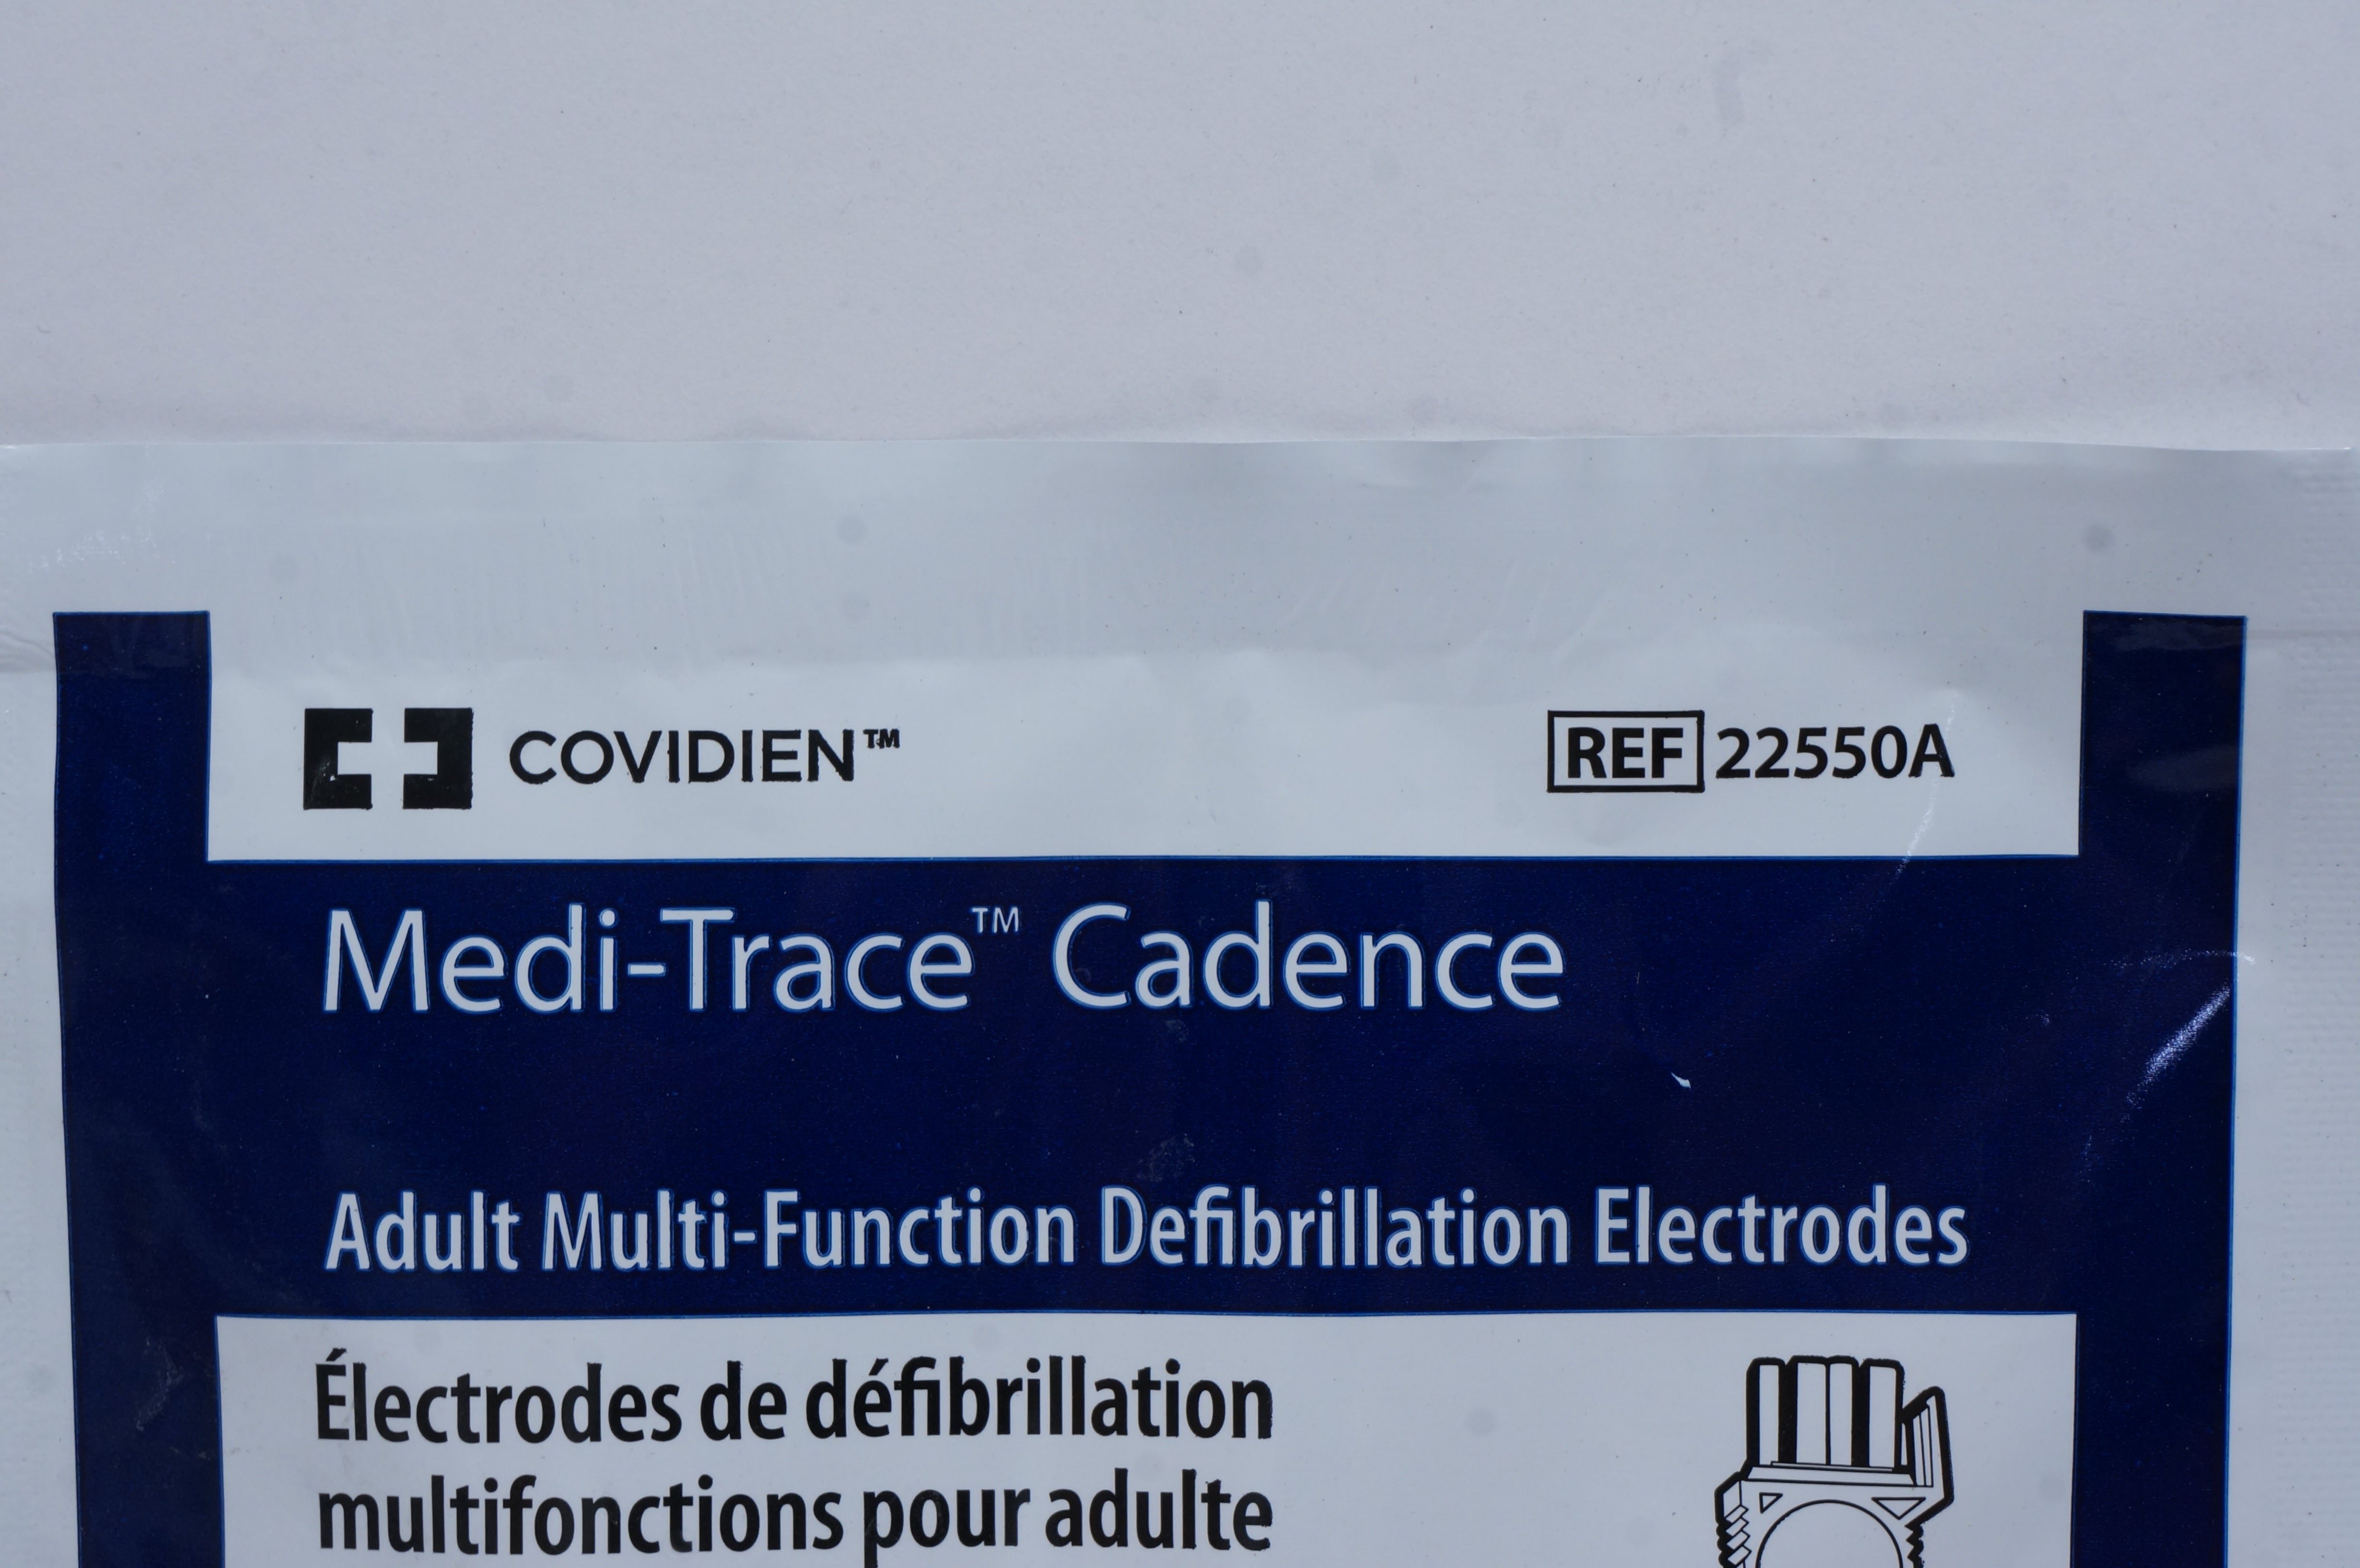 COVIDIEN™
REF 22550A
Medi-Trace™ Cadence
Adult Multi-Function Defibrillation Electrodes
Électrodes de défibrillation
multifonctions pour adulte